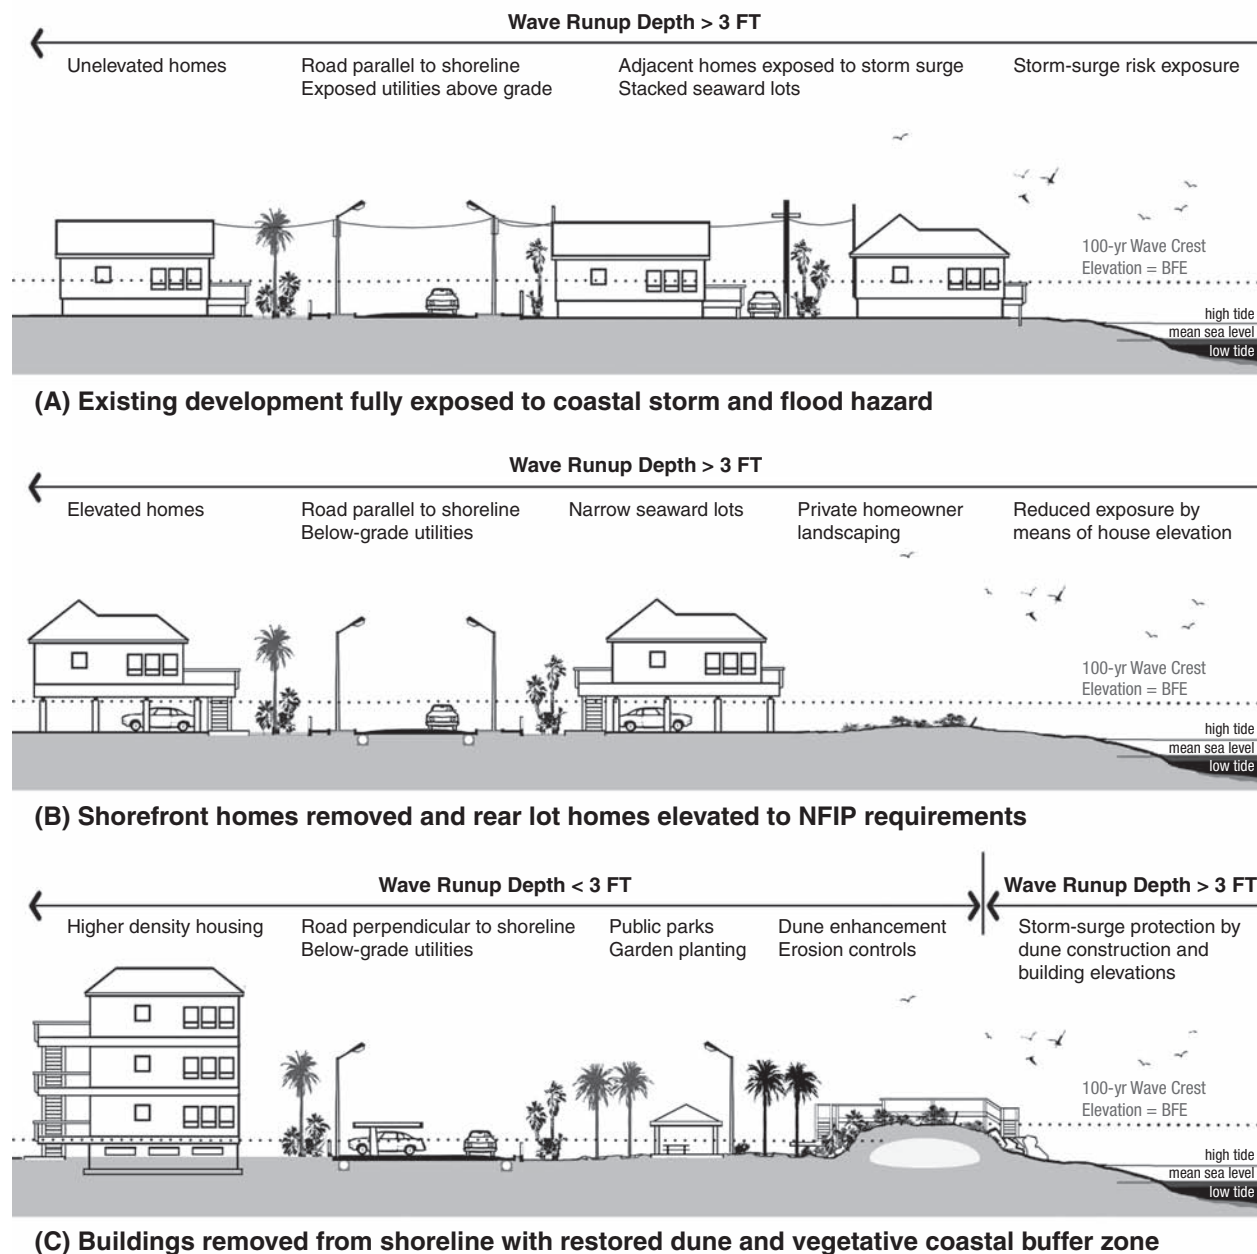 Wave Runup Depth > 3 FT
Unelevated homes
Road parallel to shoreline
Exposed utilities above grade
Adjacent homes exposed to storm surge
Stacked seaward lots
Storm-surge risk exposure
100-yr Wave Crest
Elevation = BFE
high tide
mean sea level
low tide
(A) Existing development fully exposed to coastal storm and flood hazard
Wave Runup Depth > 3 FT
Elevated homes
Road parallel to shoreline
Below-grade utilities
Narrow seaward lots
Private homeowner
landscaping
Reduced exposure by
means of house elevation
100-yr Wave Crest
Elevation = BFE
high tide
mean sea level
low tide
(B) Shorefront homes removed and rear lot homes elevated to NFIP requirements
Wave Runup Depth < 3 FT
Wave Runup Depth > 3 FT
Higher density housing
Road perpendicular to shoreline
Below-grade utilities
Public parks
Garden planting
Dune enhancement
Erosion controls
Storm-surge protection by
dune construction and
building elevations
100-yr Wave Crest
Elevation = BFE
high tide
mean sea level
low tide
(C) Buildings removed from shoreline with restored dune and vegetative coastal buffer zone